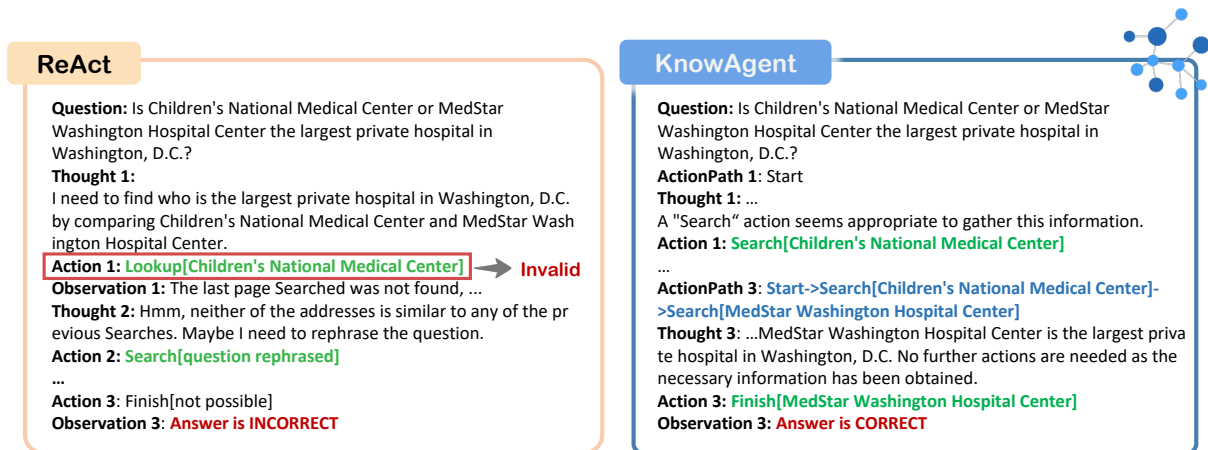 ReAct
Question: Is Children's National Medical Center or MedStar
Washington Hospital Center the largest private hospital in
Washington, D.C.?
Thought 1:
I need to find who is the largest private hospital in Washington, D.C.
by comparing Children's National Medical Center and MedStar Wash
ington Hospital Center.
Action 1: Lookup[Children's National Medical Center]
Invalid
Observation 1: The last page Searched was not found, ...
Thought 2: Hmm, neither of the addresses is similar to any of the pr
evious Searches. Maybe I need to rephrase the question.
Action 2: Search[question rephrased]
...
Action 3: Finish[not possible]
Observation 3: Answer is INCORRECT
KnowAgent
Question: Is Children's National Medical Center or MedStar
Washington Hospital Center the largest private hospital in
Washington, D.C.?
ActionPath 1: Start
Thought 1: ...
A "Search“ action seems appropriate to gather this information.
Action 1: Search[Children's National Medical Center]
...
ActionPath 3: Start->Search[Children's National Medical Center]-
>Search[MedStar Washington Hospital Center]
Thought 3: ...MedStar Washington Hospital Center is the largest priva
te hospital in Washington, D.C. No further actions are needed as the
necessary information has been obtained.
Action 3: Finish[MedStar Washington Hospital Center]
Observation 3: Answer is CORRECT